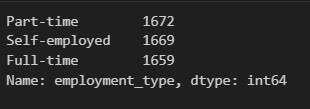 Part-time        1672
Self-employed    1669
Full-time        1659
Name: employment_type, dtype: int64